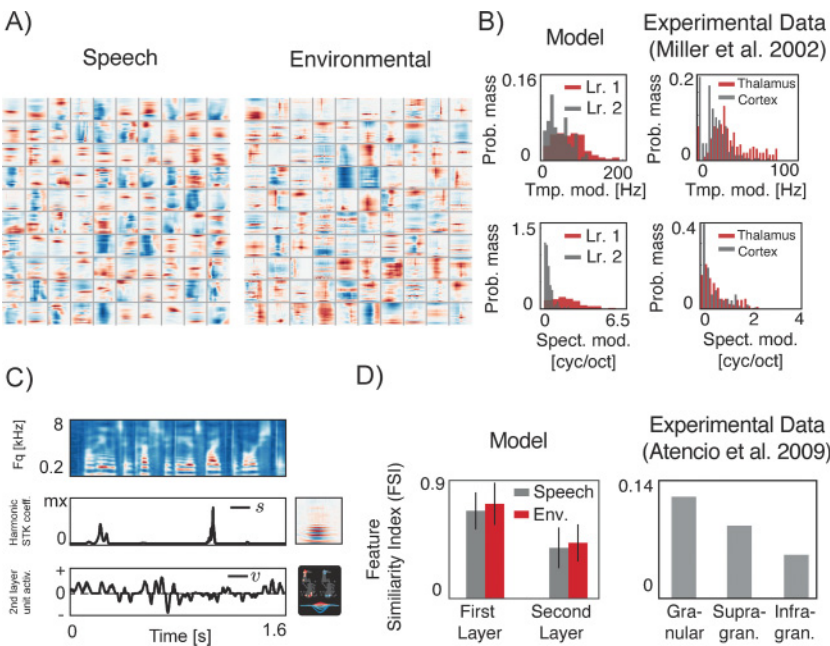 A)
Speech
Environmental
B)
Model
Experimental Data
(Miller et al. 2002)
0.16
Prob. mass
0
Lr. 1
Lr. 2
0
200
Tmp. mod. [Hz]
0.2
Prob. mass
0
Thalamus
Cortex
0
100
Tmp. mod. [Hz]
1.5
Prob. mass
0
Lr. 1
Lr. 2
0
6.5
Spect. mod.
[cyc/oct]
0.4
Prob. mass
0
Thalamus
Cortex
0
2
4
Spect. mod.
[cyc/oct]
C)
8
Fq [kHz]
0.2
mx
Harmonic
STK coeff.
0
s
+
2nd layer
unit activ.
0
-
v
0
Time [s]
1.6
D)
Model
0.9
Feature
Similiarity Index (FSI)
0
Speech
Env.
First
Layer
Second
Layer
Experimental Data
(Atencio et al. 2009)
0.14
0
Gra-
nular
Supra-
gran.
Infra-
gran.